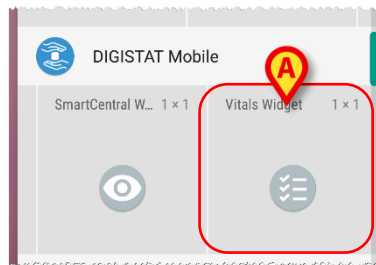 DIGISTAT Mobile
A
SmartCentral W... 1 × 1 Vitals Widget 1 × 1